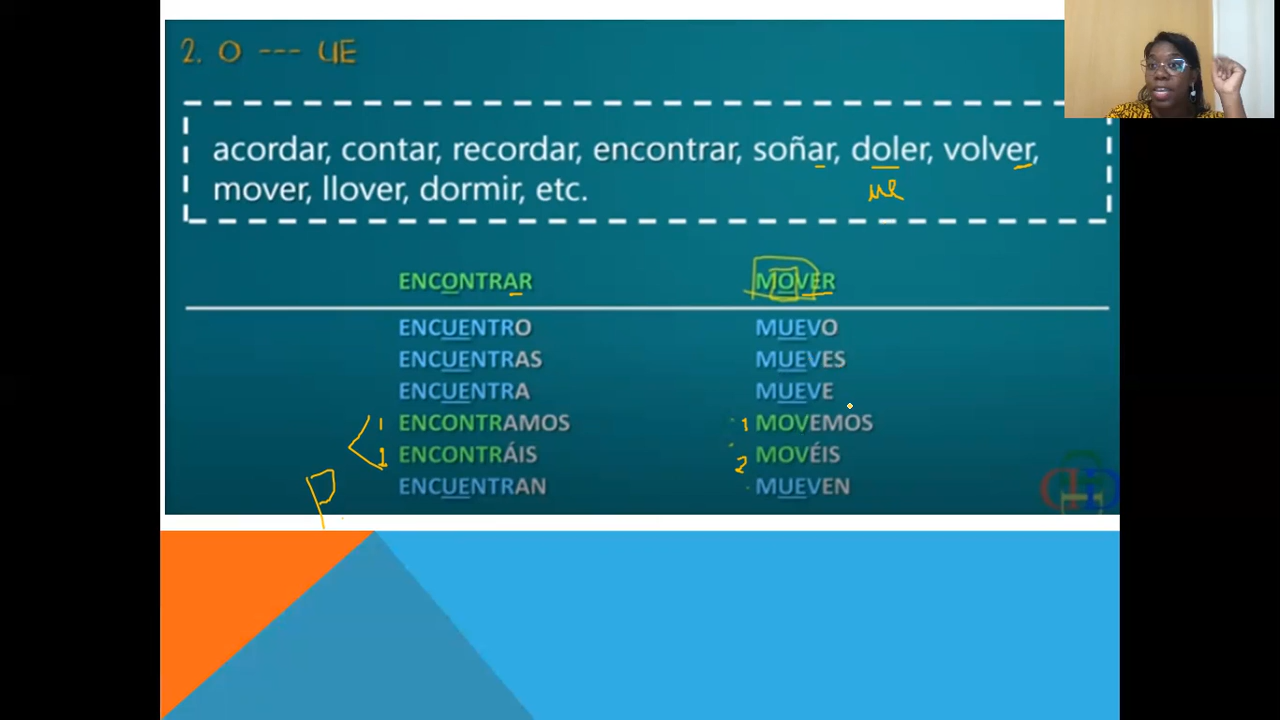 2. O --- UE
acordar, contar, recordar, encontrar, soñar, doler, volver,
mover, llover, dormir, etc.
ue
ENCONTRAR MOVER
ENCUENTRO MUEVO
ENCUENTRAS MUEVES
ENCUENTRA MUEVE
1 ENCONTRAMOS 1 MOVEMOS
1 ENCONTRÁIS 2 MOVÉIS
ENCUENTRAN MUEVEN
P